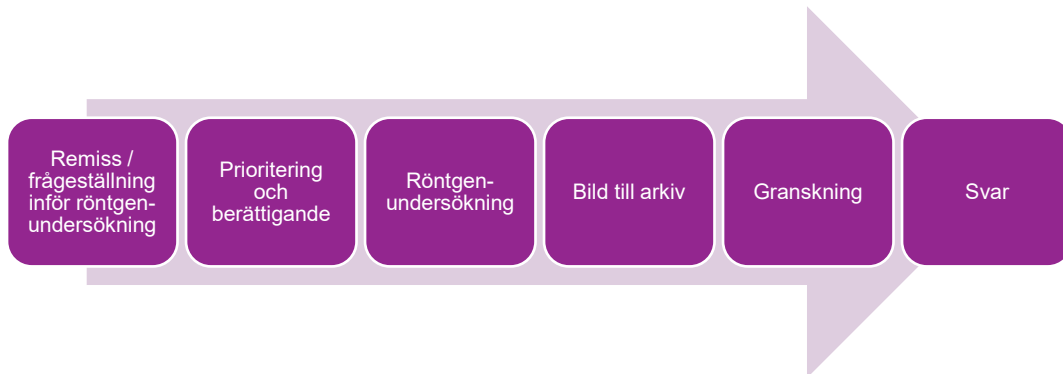 Remiss /
frågeställning
inför röntgen-
undersökning
Prioritering
och
berättigande
Röntgen-
undersökning
Bild till arkiv
Granskning
Svar